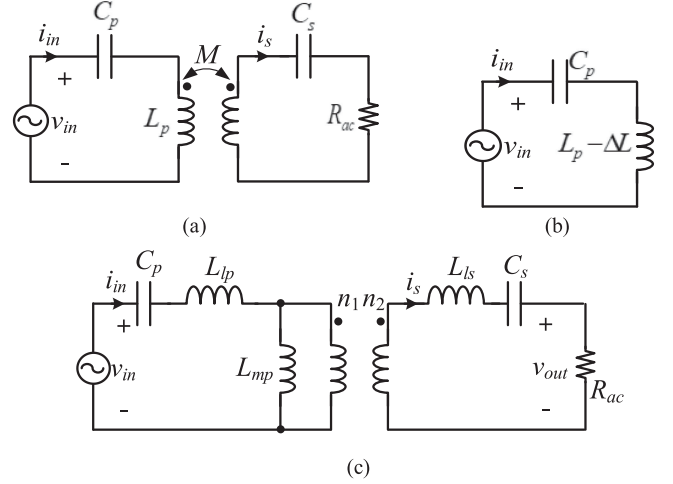 C_p
i_in
+
v_in
-
L_p
M
i_s
C_s
R_ac
(a)
C_p
i_in
+
v_in
-
L_p − ΔL
(b)
C_p
L_lp
i_in
+
v_in
-
L_mp
n_1 n_2
i_s
L_ls
C_s
+
v_out
-
R_ac
(c)